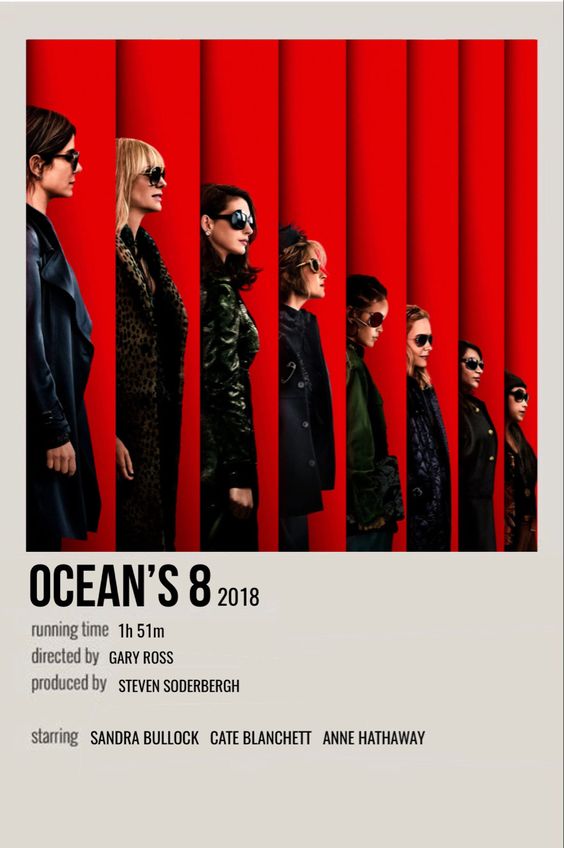 OCEAN'S 8 2018
running time 1h 51m
directed by GARY ROSS
produced by STEVEN SODERBERGH
starring SANDRA BULLOCK CATE BLANCHETT ANNE HATHAWAY